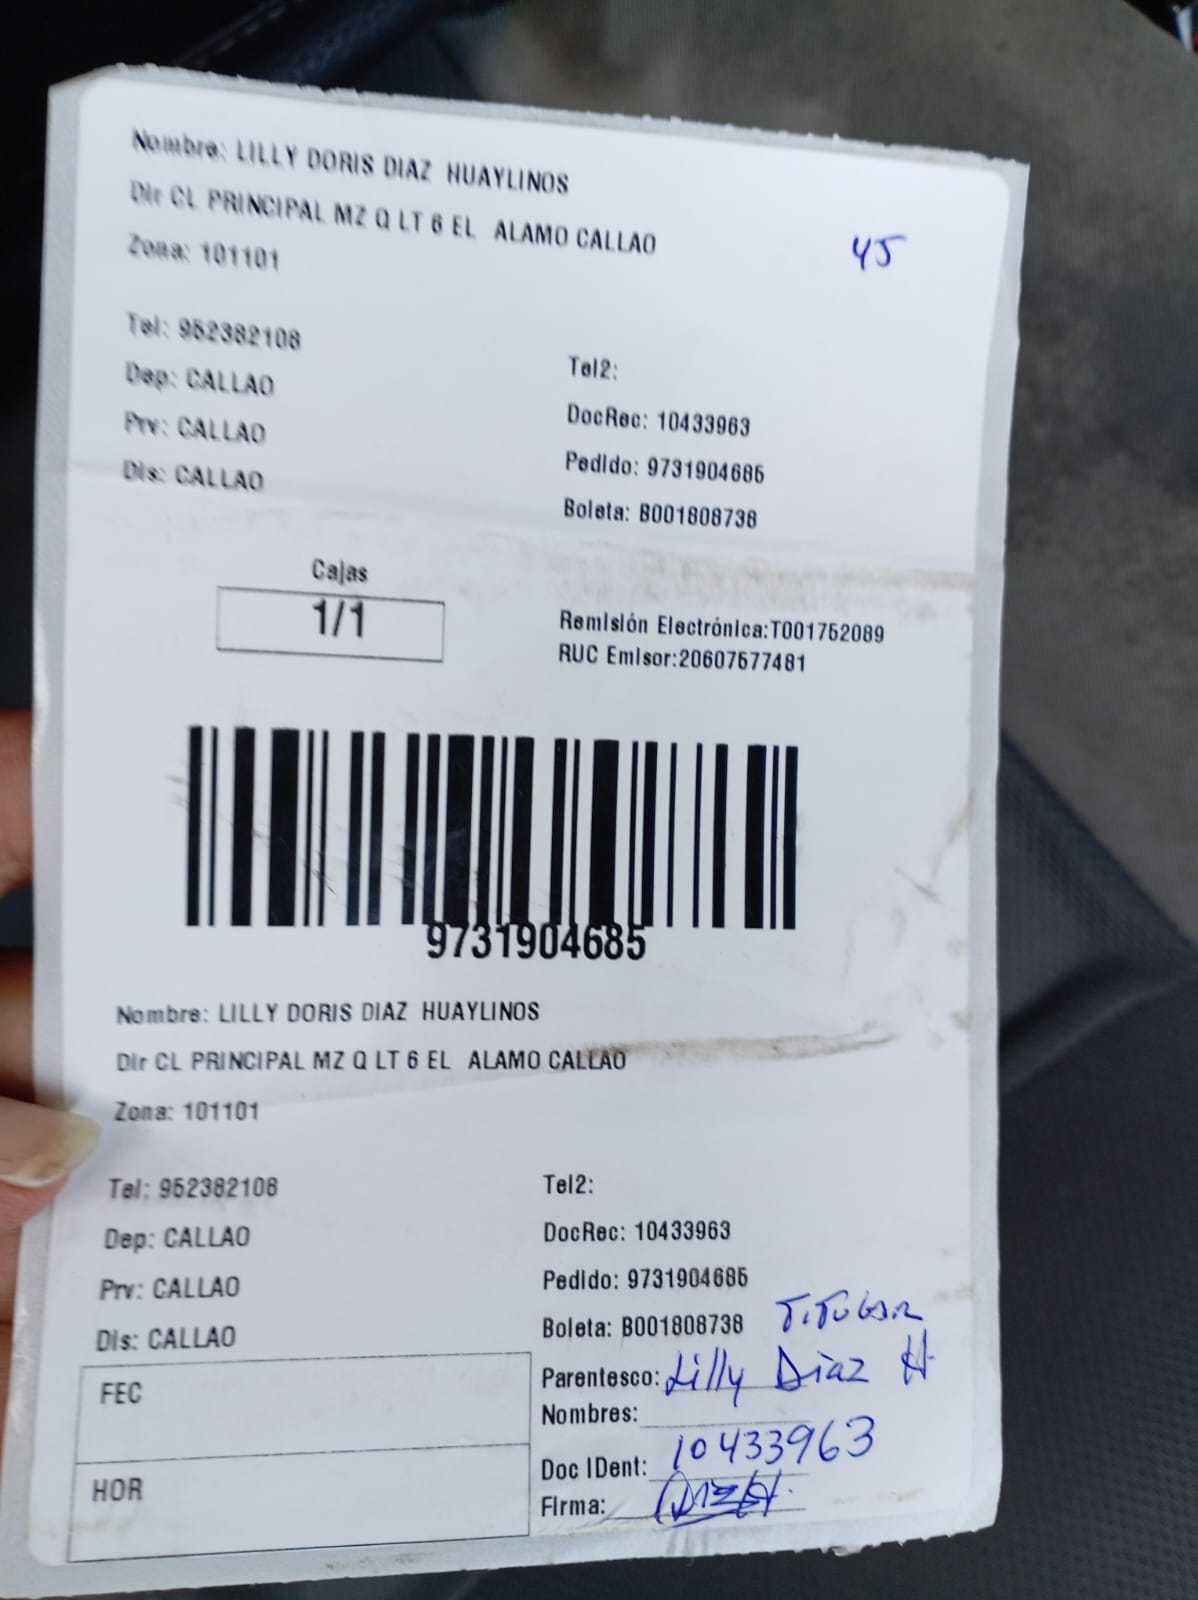 Nombre: LILLY DORIS DIAZ HUAYLINOS
Dir CL PRINCIPAL MZ Q LT 6 EL ALAMO CALLAO
45
Zona: 101101
Tel: 952382108
Tel2:
Dep: CALLAO
DocRec: 10433963
Prv: CALLAO
Pedido: 9731904685
Dis: CALLAO
Boleta: B001808738
Cajas
1/1
Remisión Electrónica:T001752089
RUC Emisor:20607577481
9731904685
Nombre: LILLY DORIS DIAZ HUAYLINOS
Dir CL PRINCIPAL MZ Q LT 6 EL ALAMO CALLAO
Zona: 101101
Tel: 952382108
Tel2:
Dep: CALLAO
DocRec: 10433963
Prv: CALLAO
Pedido: 9731904685
Dis: CALLAO
Boleta: B001808738 TITULAR
FEC
Parentesco: Lilly Diaz H
Nombres:
HOR
Doc IDent: 10433963
Firma: